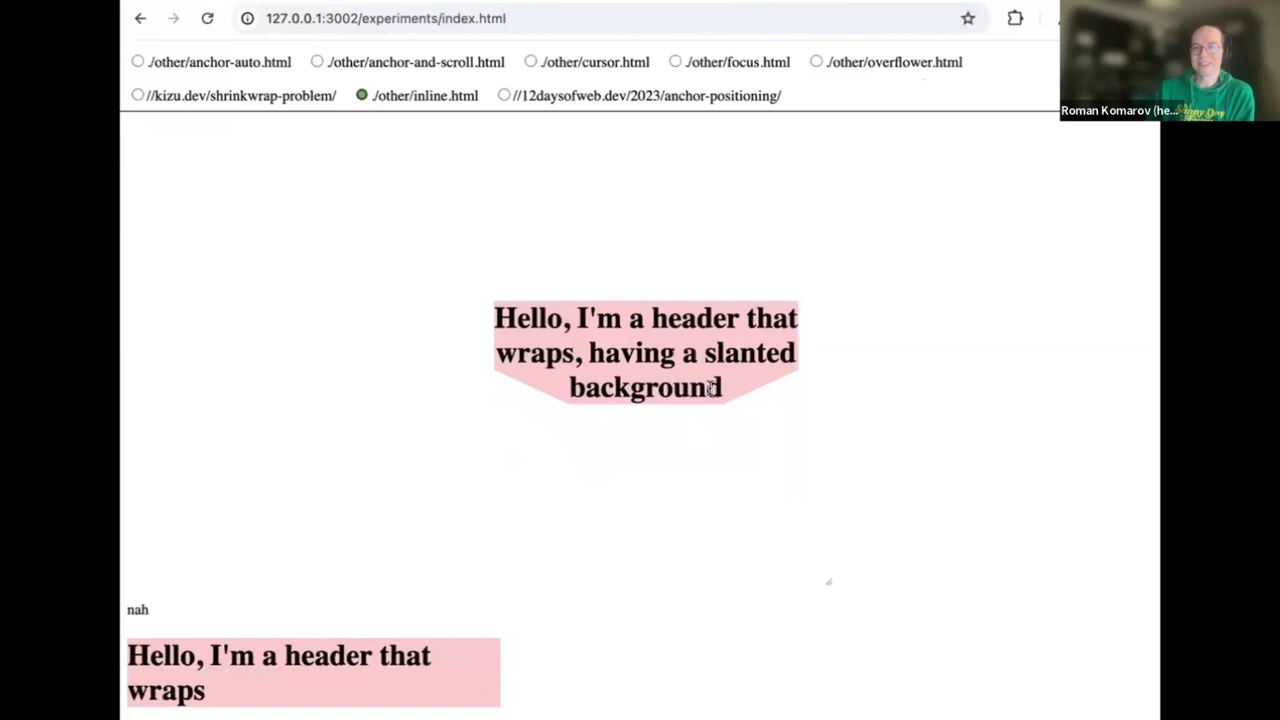 127.0.0.1:3002/experiments/index.html
./other/anchor-auto.html ./other/anchor-and-scroll.html ./other/cursor.html ./other/focus.html ./other/overflower.html
//kizu.dev/shrinkwrap-problem/ ./other/inline.html //12daysofweb.dev/2023/anchor-positioning/
Roman Komarov (he...
Hello, I'm a header that
wraps, having a slanted
background
nah
Hello, I'm a header that
wraps